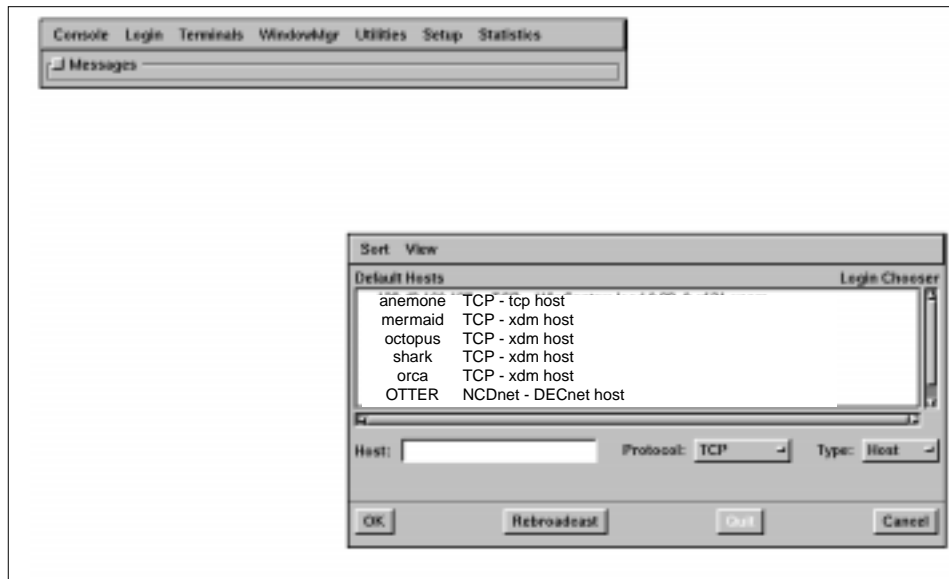 Console Login Terminals WindowMgr Utilities Setup Statistics
Messages
Sort View
Default Hosts Login Chooser
anemone TCP - tcp host
mermaid TCP - xdm host
octopus TCP - xdm host
shark TCP - xdm host
orca TCP - xdm host
OTTER NCDnet - DECnet host
Host: Protocol: TCP Type: Host
OK Rebroadcast Quit Cancel